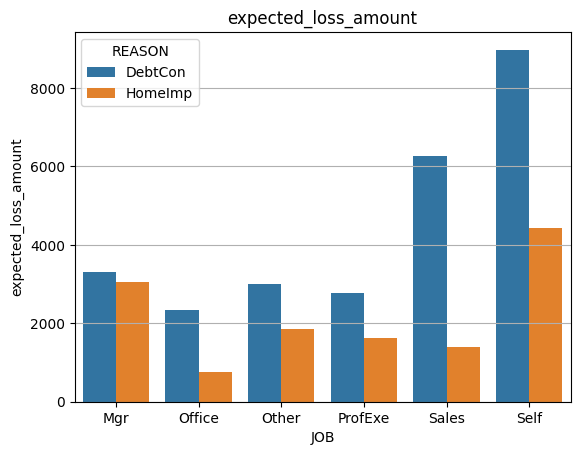 expected_loss_amount
REASON
DebtCon
HomeImp
expected_loss_amount
8000
6000
4000
2000
0
Mgr Office Other ProfExe Sales Self
JOB